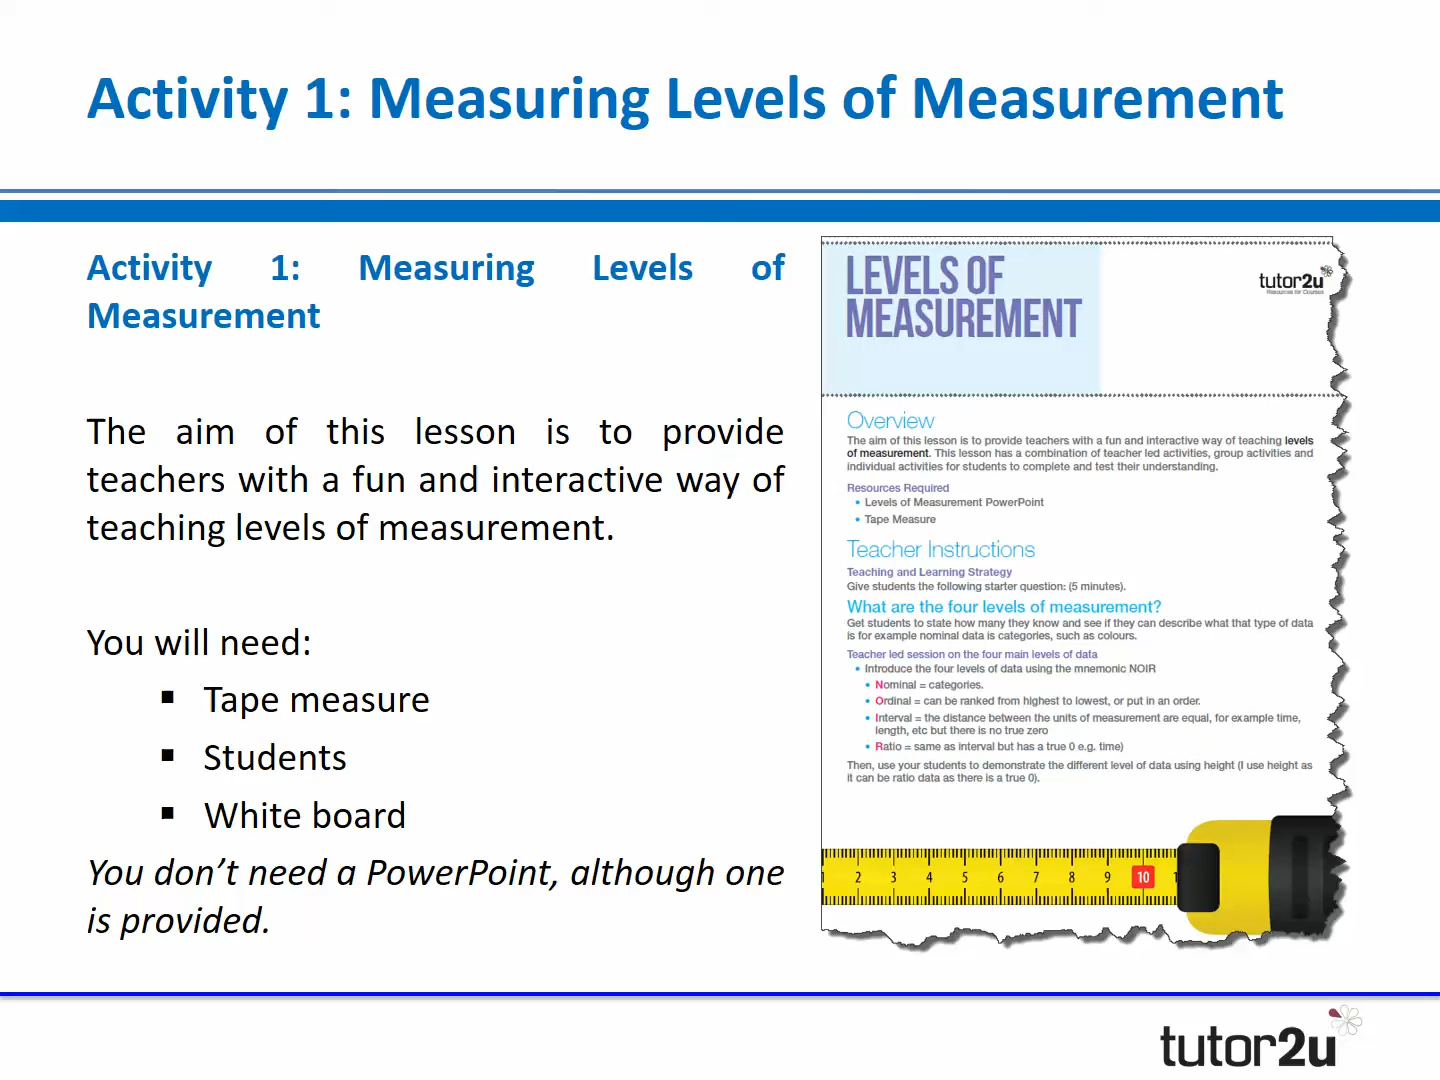 Activity 1: Measuring Levels of Measurement
Activity 1: Measuring Levels of
Measurement
The aim of this lesson is to provide
teachers with a fun and interactive way of
teaching levels of measurement.
You will need:
▪ Tape measure
▪ Students
▪ White board
You don’t need a PowerPoint, although one
is provided.
LEVELS OF
MEASUREMENT
tutor2u
Resources for Courses
Overview
The aim of this lesson is to provide teachers with a fun and interactive way of teaching levels
of measurement. This lesson has a combination of teacher led activities, group activities and
individual activities for students to complete and test their understanding.
Resources Required
• Levels of Measurement PowerPoint
• Tape Measure
Teacher Instructions
Teaching and Learning Strategy
Give students the following starter question: (5 minutes).
What are the four levels of measurement?
Get students to state how many they know and see if they can describe what that type of data
is for example nominal data is categories, such as colours.
Teacher led session on the four main levels of data
• Introduce the four levels of data using the mnemonic NOIR
• Nominal = categories.
• Ordinal = can be ranked from highest to lowest, or put in an order.
• Interval = the distance between the units of measurement are equal, for example time,
length, etc but there is no true zero
• Ratio = same as interval but has a true 0 e.g. time)
Then, use your students to demonstrate the different level of data using height (I use height as
it can be ratio data as there is a true 0).
2 3 4 5 6 7 8 9 10
tutor2u